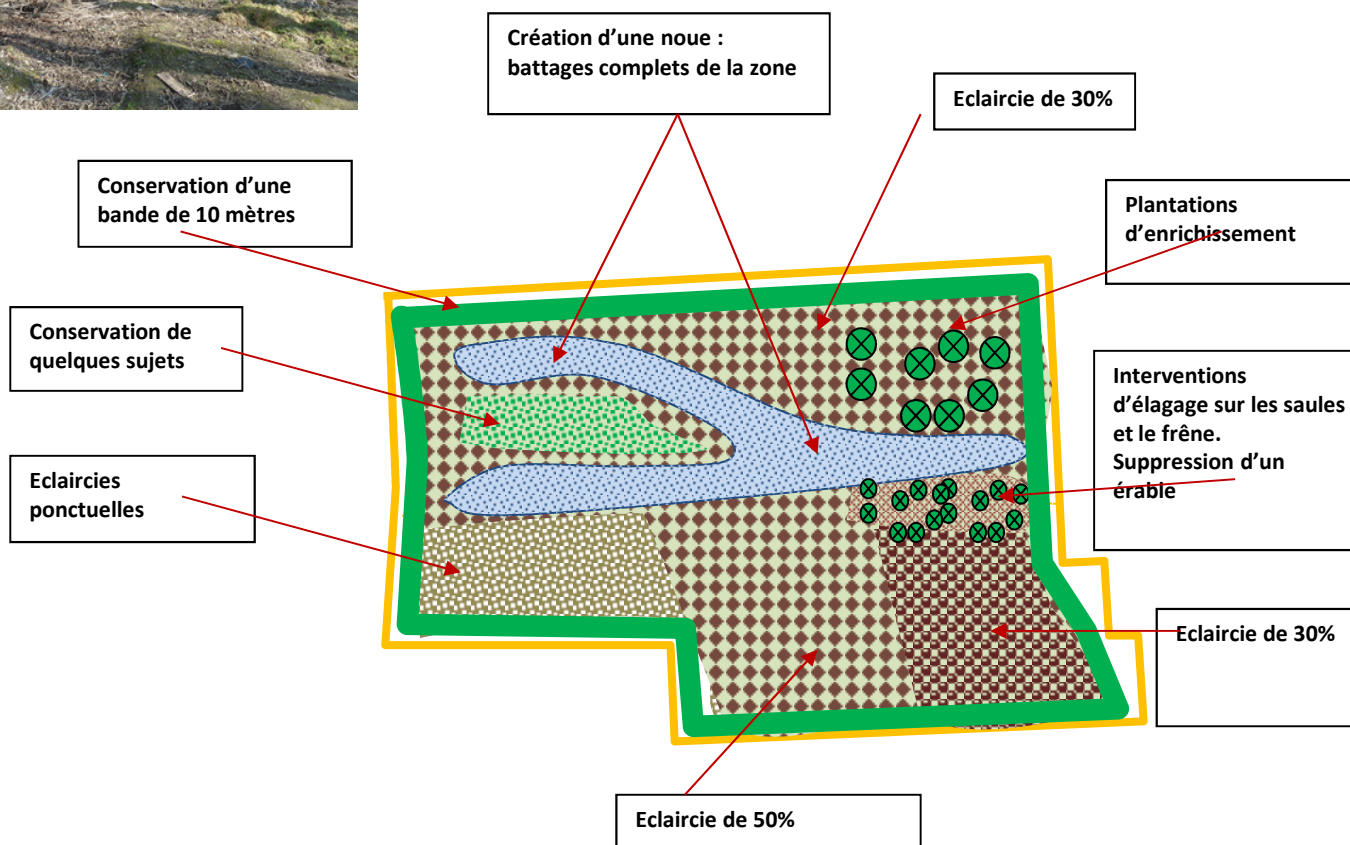 Création d’une noue :
battages complets de la zone
Eclaircie de 30%
Conservation d’une
bande de 10 mètres
Plantations
d’enrichissement
Conservation de
quelques sujets
Interventions
d’élagage sur les saules
et le frêne.
Suppression d’un
érable
Eclaircies
ponctuelles
Eclaircie de 30%
Eclaircie de 50%